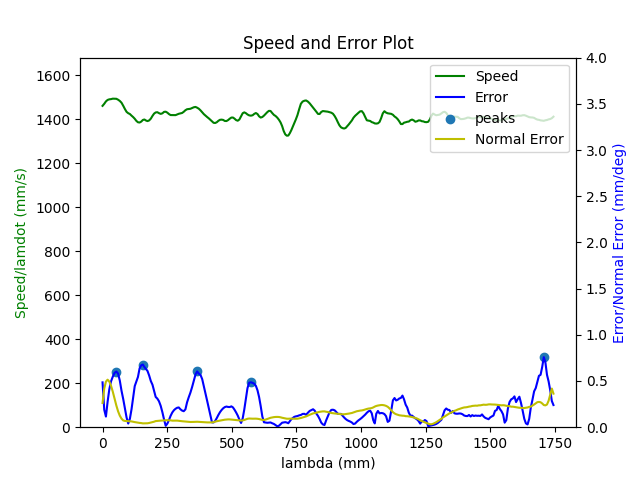 Speed and Error Plot
Speed
Error
peaks
Normal Error
Speed/lamdot (mm/s)
1600
1400
1200
1000
800
600
400
200
0
4.0
3.5
3.0
2.5
2.0
1.5
1.0
0.5
0.0
Error/Normal Error (mm/deg)
0 250 500 750 1000 1250 1500 1750
lambda (mm)